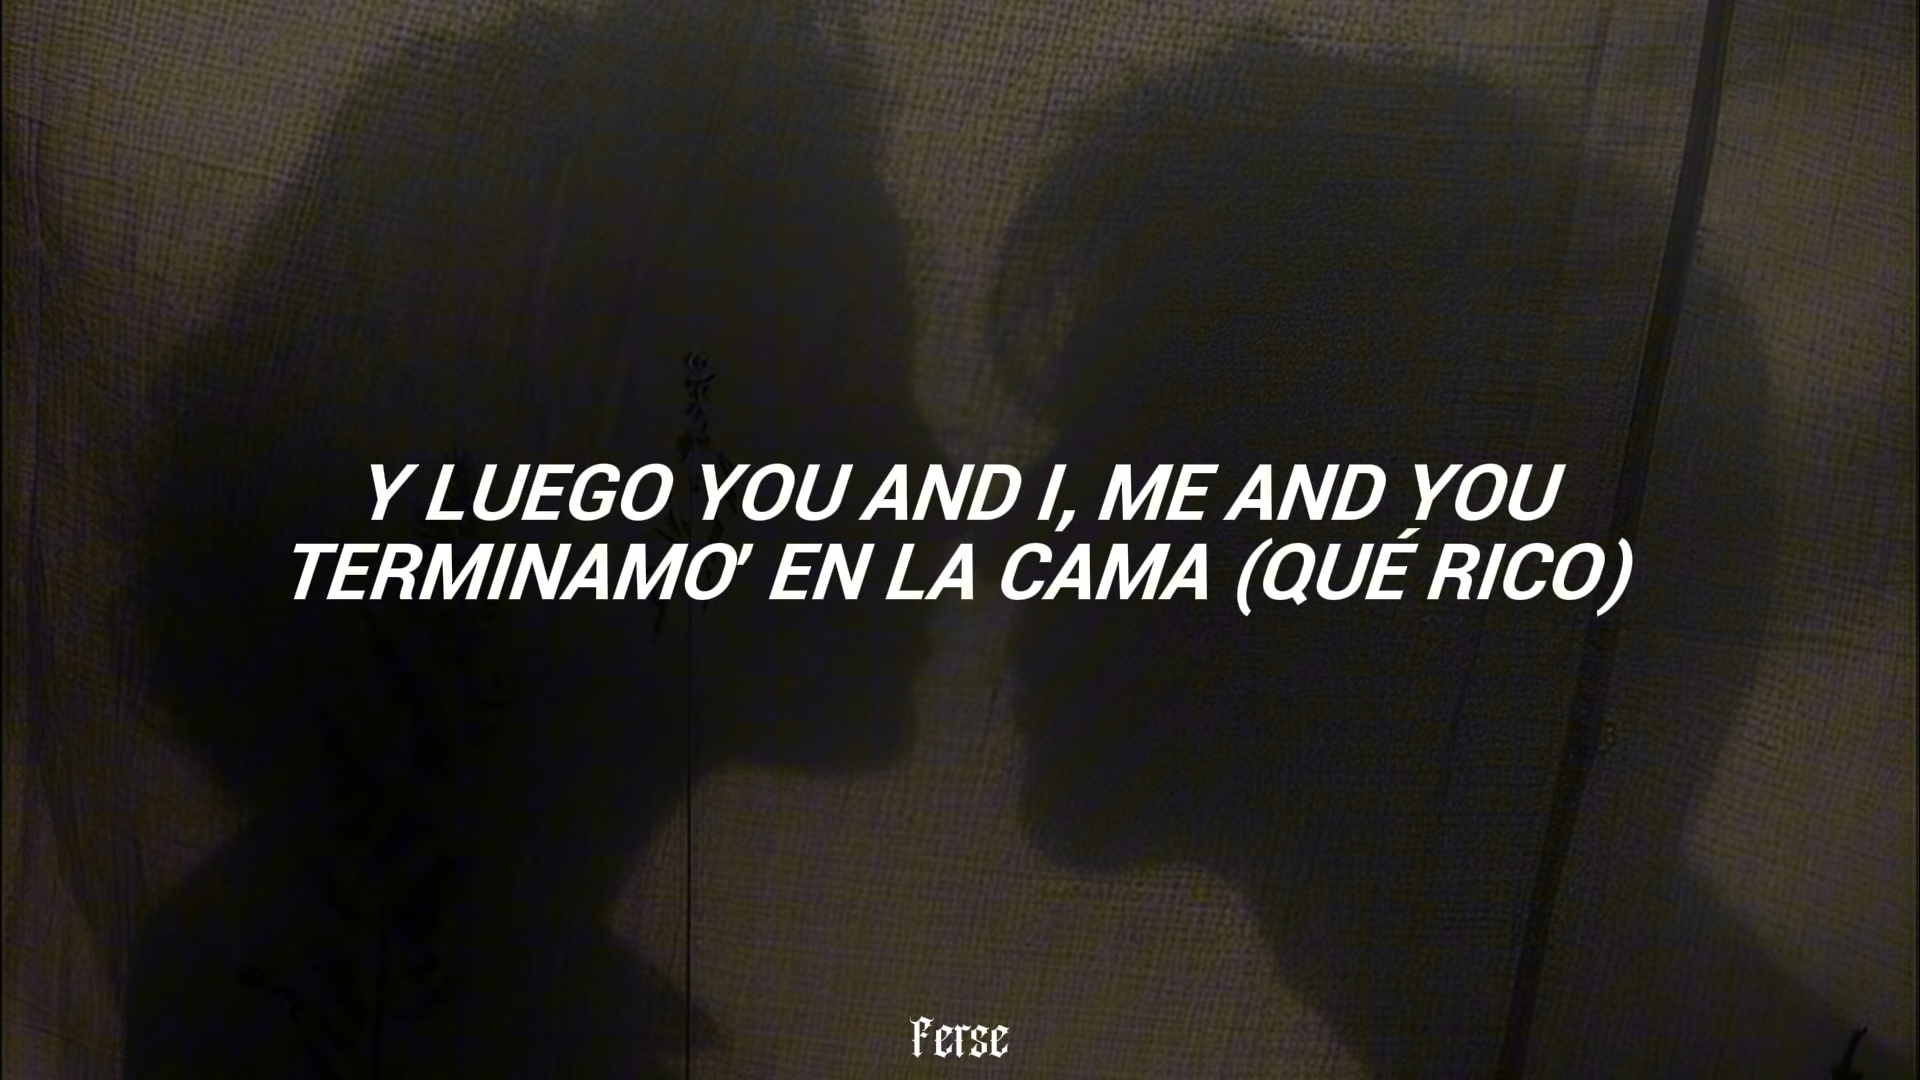 Y LUEGO YOU AND I, ME AND YOU
TERMINAMO' EN LA CAMA (QUÉ RICO)
Ferse